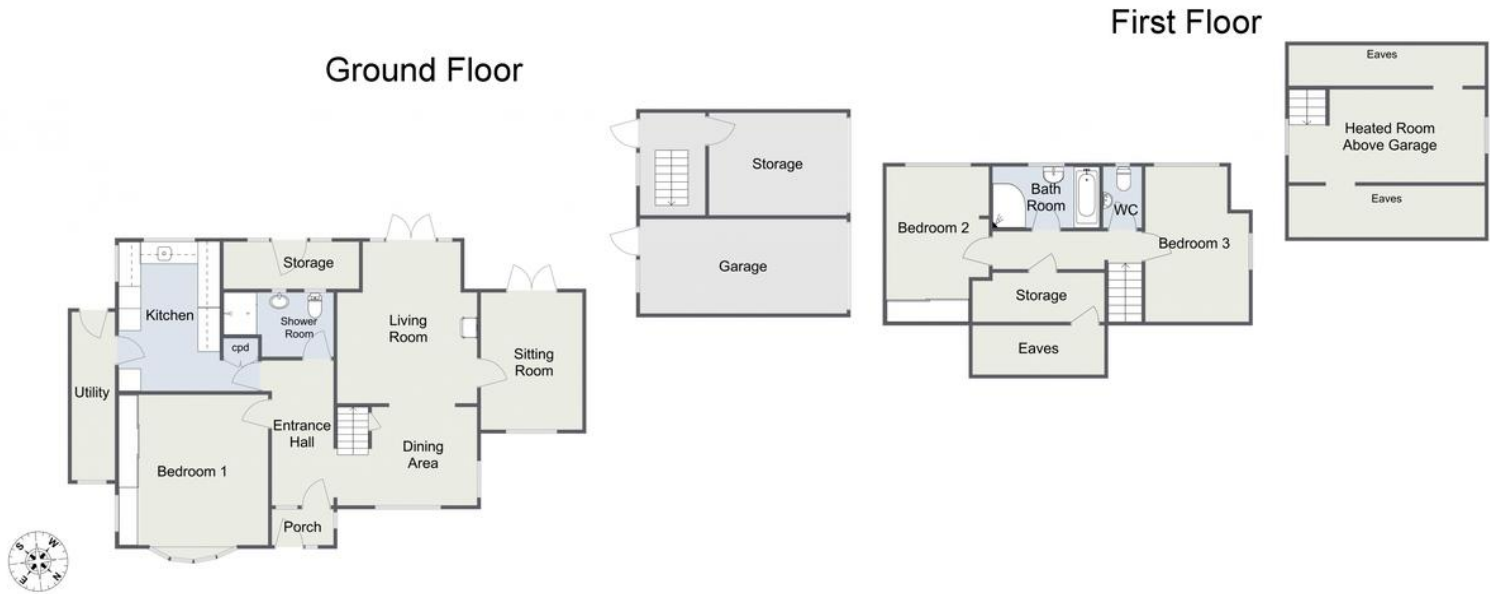 First Floor
Ground Floor
Eaves
Heated Room
Above Garage
Eaves
Storage
Garage
Bath
Room
WC
Bedroom 2
Bedroom 3
Storage
Eaves
Storage
Kitchen
Shower
Room
Living
Room
cpd
Sitting
Room
Utility
Entrance
Hall
Dining
Area
Bedroom 1
Porch
S
W
E
N